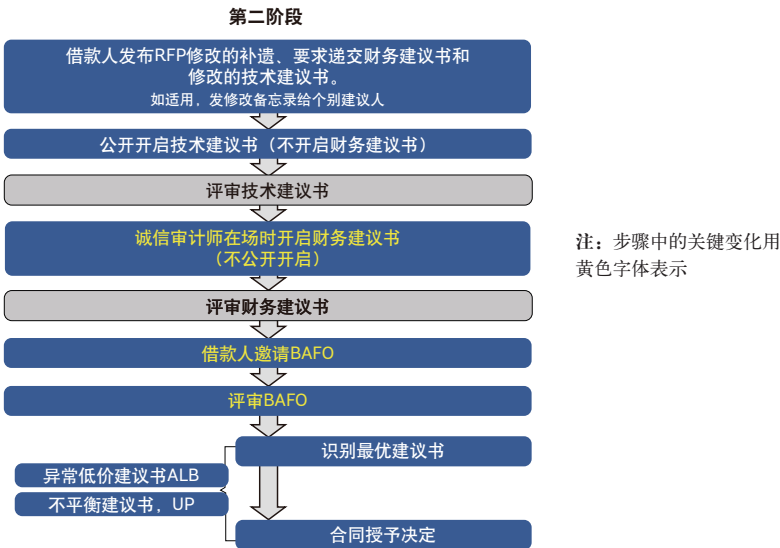 第二阶段
借款人发布RFP修改的补遗、要求递交财务建议书和
修改的技术建议书。
如适用，发修改备忘录给个别建议人
公开开启技术建议书（不开启财务建议书）
评审技术建议书
诚信审计师在场时开启财务建议书
（不公开开启）
注：步骤中的关键变化用
黄色字体表示
评审财务建议书
借款人邀请BAFO
评审BAFO
识别最优建议书
异常低价建议书ALB
不平衡建议书，UP
合同授予决定